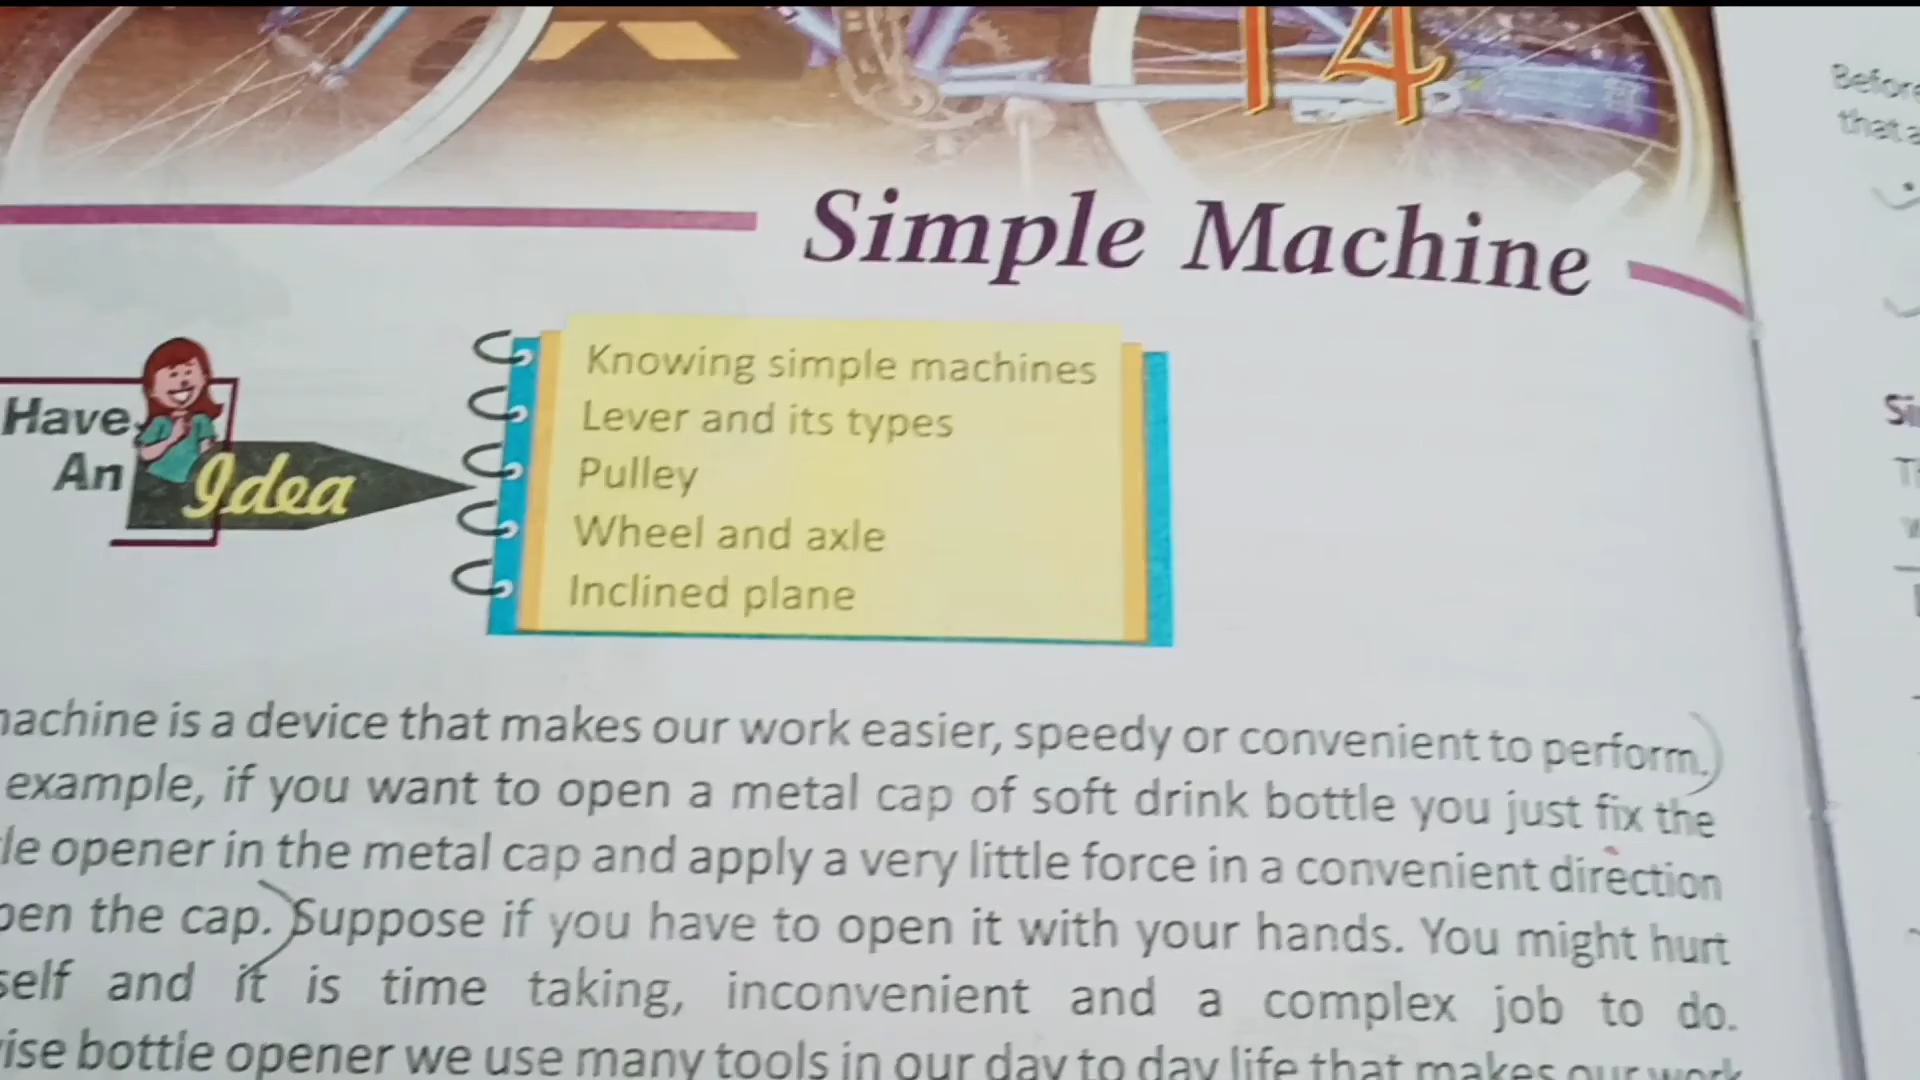 14
Simple Machine
Have
An
Idea
Knowing simple machines
Lever and its types
Pulley
Wheel and axle
Inclined plane
is a device that makes our work easier, speedy or convenient to perform.
example, if you want to open a metal cap of soft drink bottle you just fix the
opener in the metal cap and apply a very little force in a convenient direction
the cap. Suppose if you have to open it with your hands. You might hurt
and it is time taking, inconvenient and a complex job to do.
bottle opener we use many tools in our day to day life that makes our work
Before
that